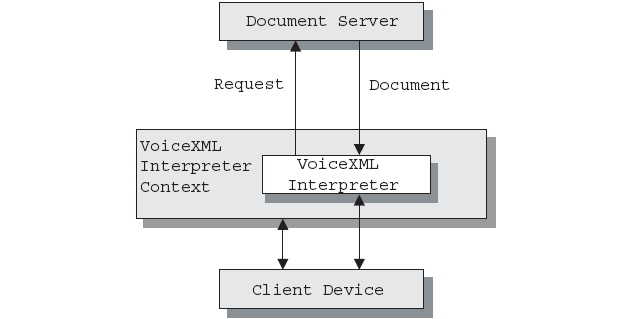 Document Server
Request
Document
VoiceXML
Interpreter
Context
VoiceXML
Interpreter
Client Device